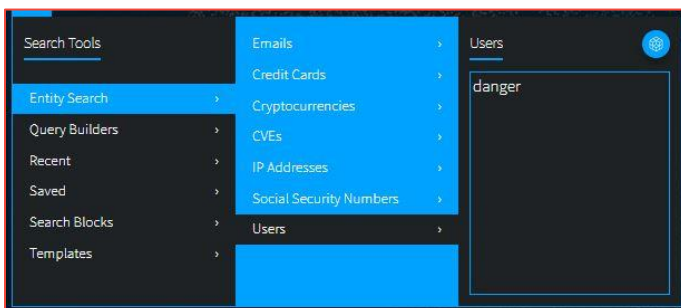 Search Tools
Entity Search
Query Builders
Recent
Saved
Search Blocks
Templates
Emails
Credit Cards
Cryptocurrencies
CVEs
IP Addresses
Social Security Numbers
Users
Users
danger